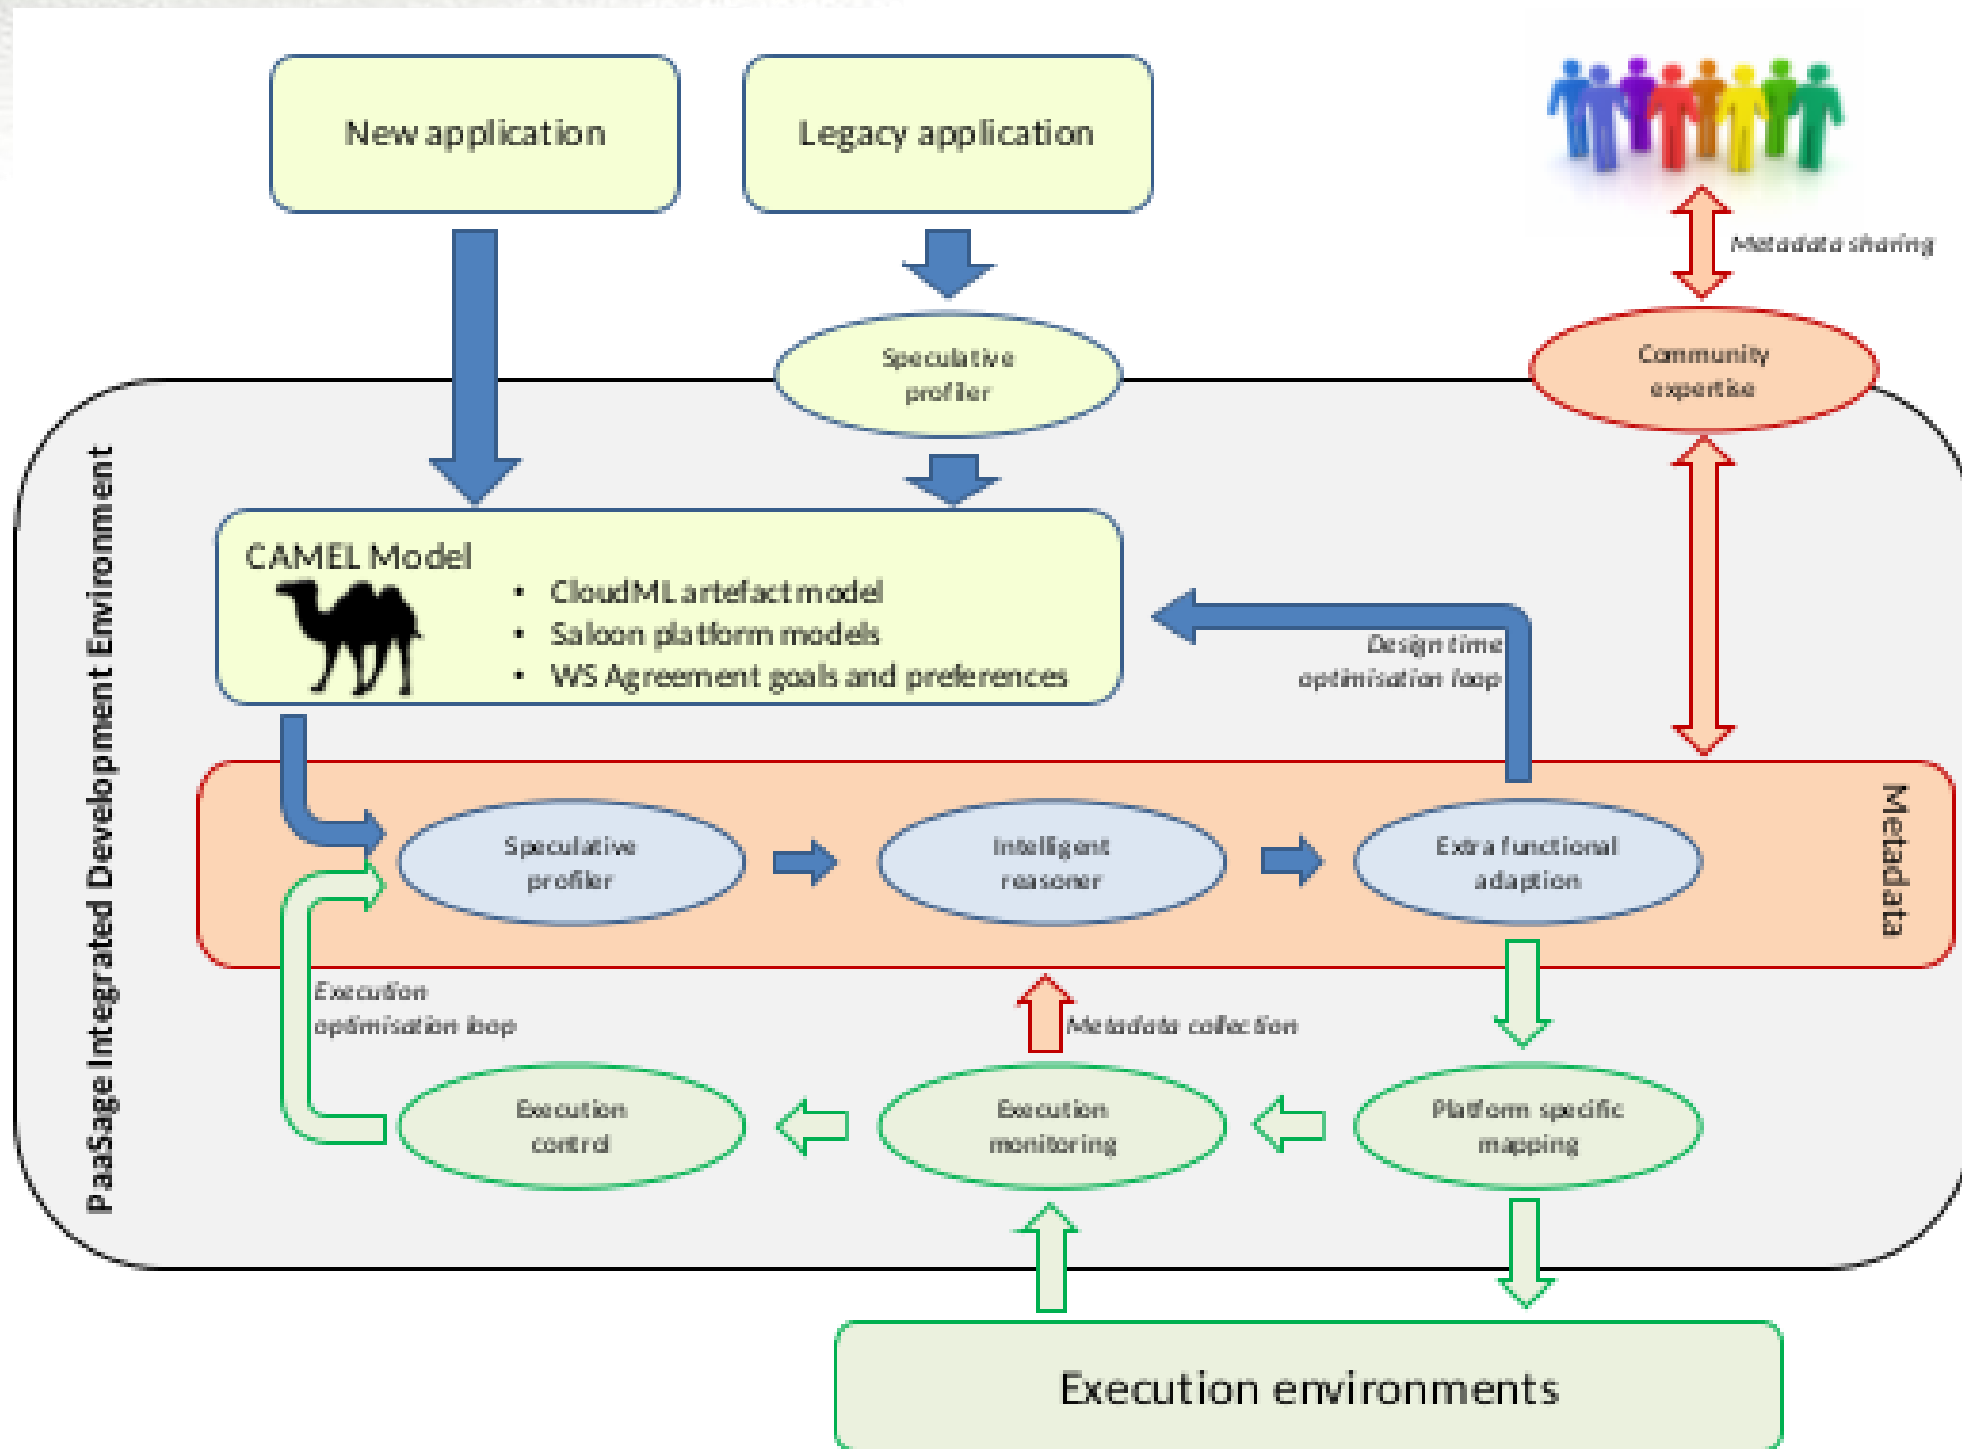 New application
Legacy application
Metadata sharing
Speculative
profiler
Community
expertise
PaaSage Integrated Development Environment
CAMEL Model
• CloudML artefact model
• Saloon platform models
• WS Agreement goals and preferences
Design time
optimisation loop
Metadata
Speculative
profiler
Intelligent
reasoner
Extra functional
adaption
Execution
optimisation loop
Metadata collection
Execution
control
Execution
monitoring
Platform specific
mapping
Execution environments